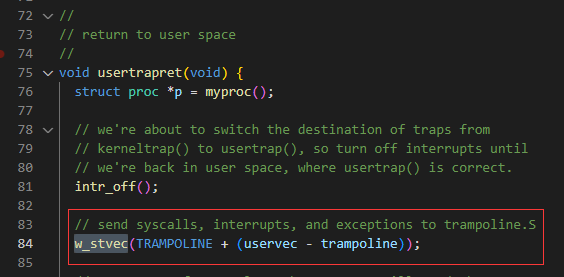 72 //
73 // return to user space
74 //
75 void usertrapret(void) {
76 struct proc *p = myproc();
77
78 // we're about to switch the destination of traps from
79 // kerneltrap() to usertrap(), so turn off interrupts until
80 // we're back in user space, where usertrap() is correct.
81 intr_off();
82
83 // send syscalls, interrupts, and exceptions to trampoline.S
84 w_stvec(TRAMPOLINE + (uservec - trampoline));
85